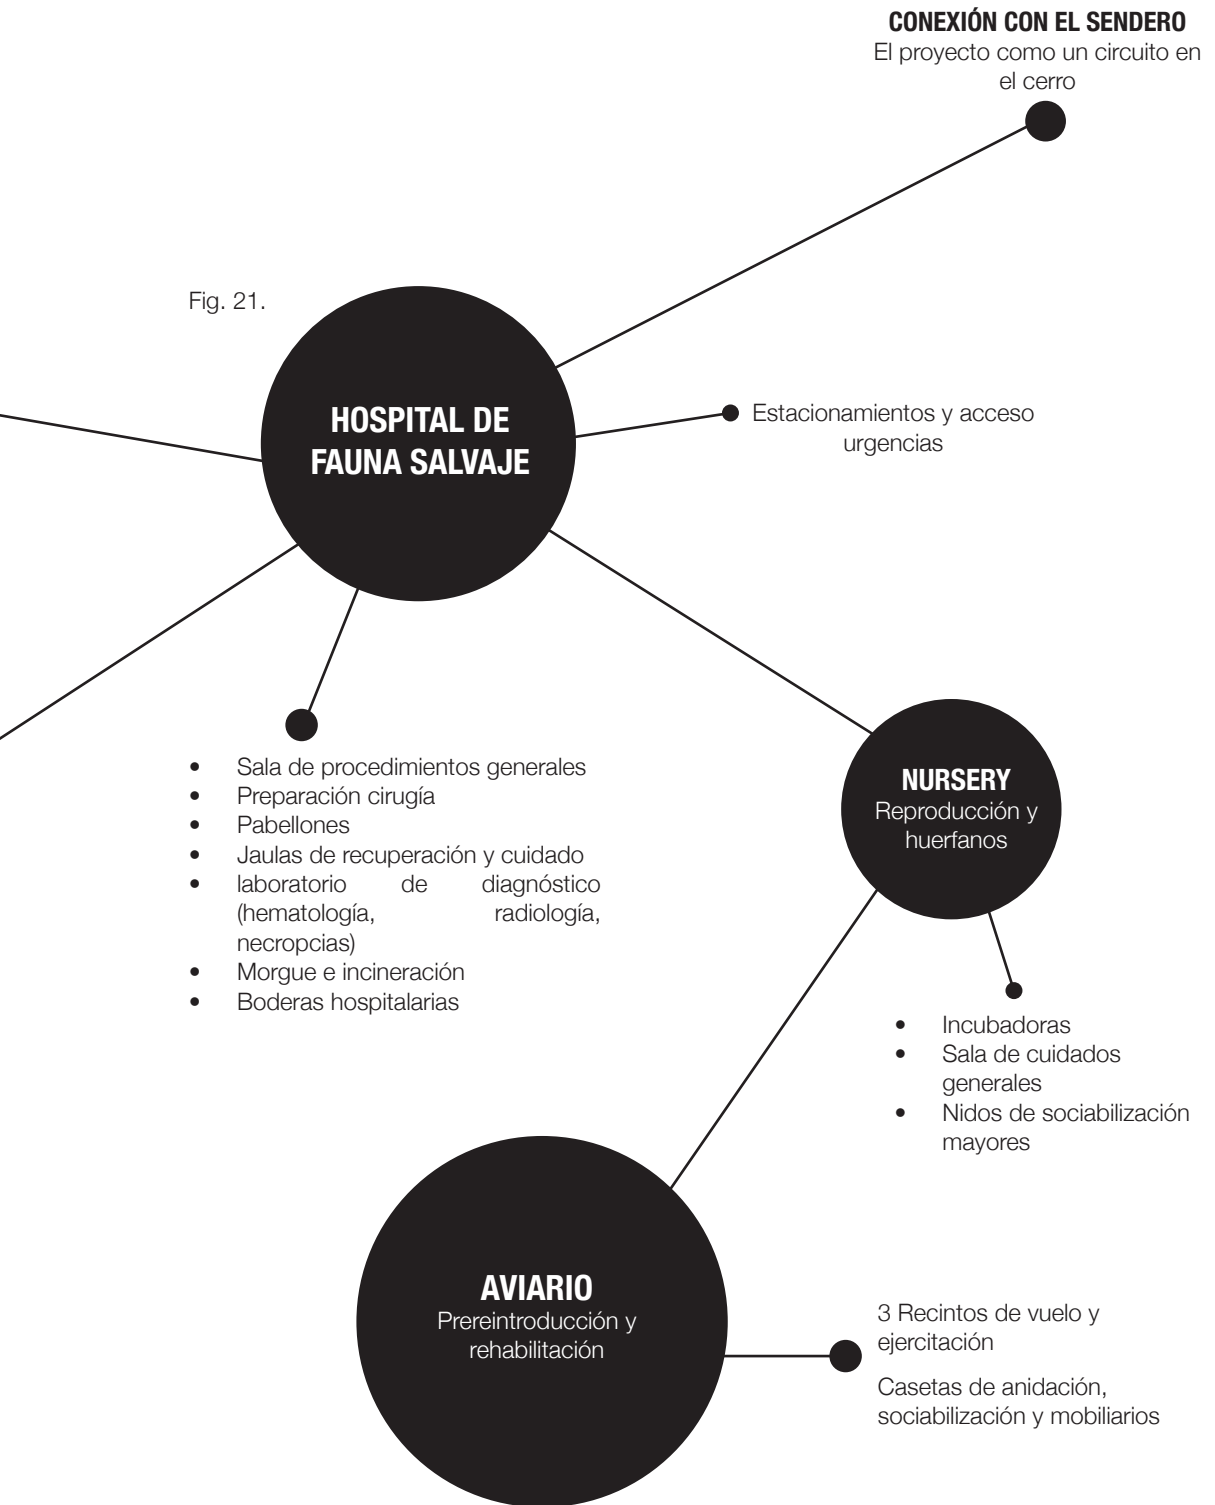 CONEXIÓN CON EL SENDERO
El proyecto como un circuito en
el cerro
Fig. 21.
HOSPITAL DE
FAUNA SALVAJE
Estacionamientos y acceso
urgencias
• Sala de procedimientos generales
• Preparación cirugía
• Pabellones
• Jaulas de recuperación y cuidado
• laboratorio de diagnóstico
(hematología, radiología,
necropcias)
• Morgue e incineración
• Boderas hospitalarias
NURSERY
Reproducción y
huerfanos
• Incubadoras
• Sala de cuidados
generales
• Nidos de sociabilización
mayores
AVIARIO
Prereintroducción y
rehabilitación
3 Recintos de vuelo y
ejercitación
Casetas de anidación,
sociabilización y mobiliarios